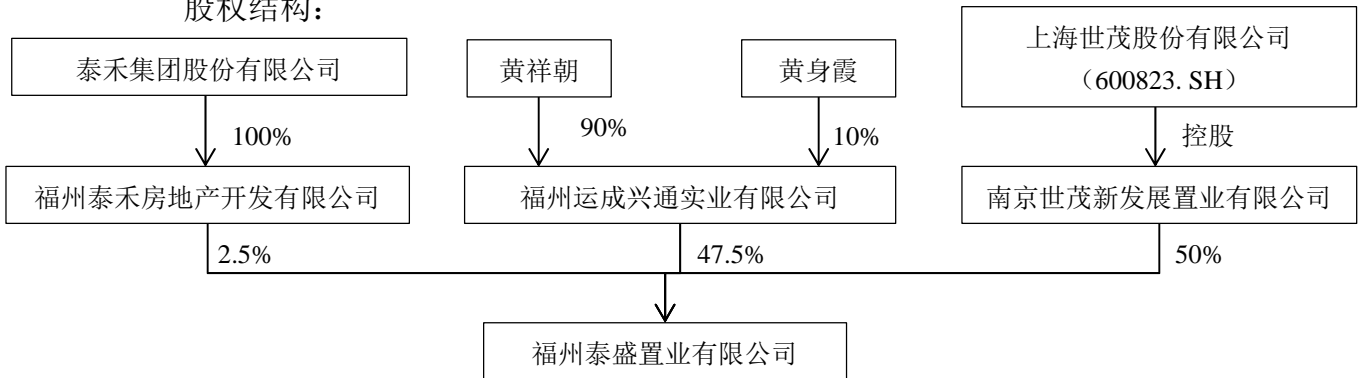 股权结构：
泰禾集团股份有限公司
黄祥朝
黄身霞
上海世茂股份有限公司
（600823. SH）
100%
90%
10%
控股
福州泰禾房地产开发有限公司
福州运成兴通实业有限公司
南京世茂新发展置业有限公司
2.5%
47.5%
50%
福州泰盛置业有限公司